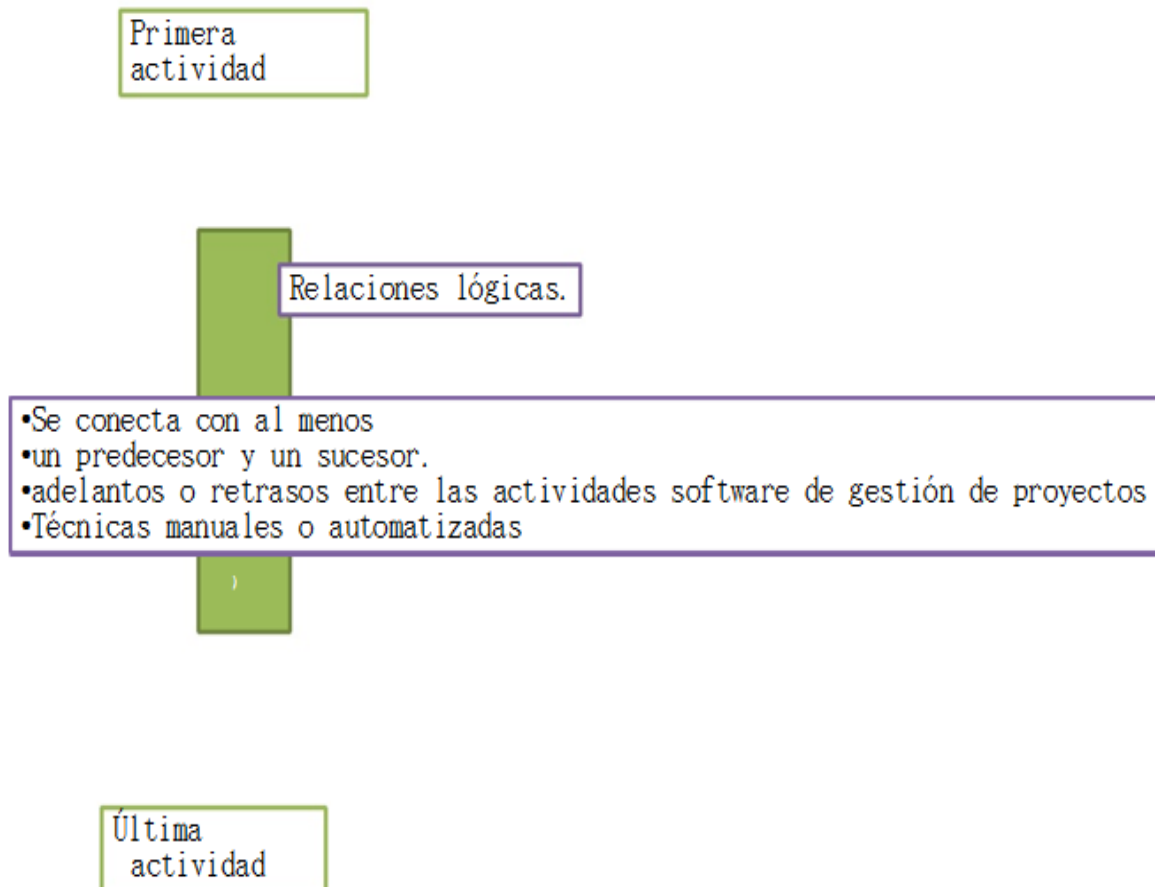 Primera
actividad
Relaciones lógicas.
•Se conecta con al menos
•un predecesor y un sucesor.
•adelantos o retrasos entre las actividades software de gestión de proyectos
•Técnicas manuales o automatizadas
)
Última
actividad